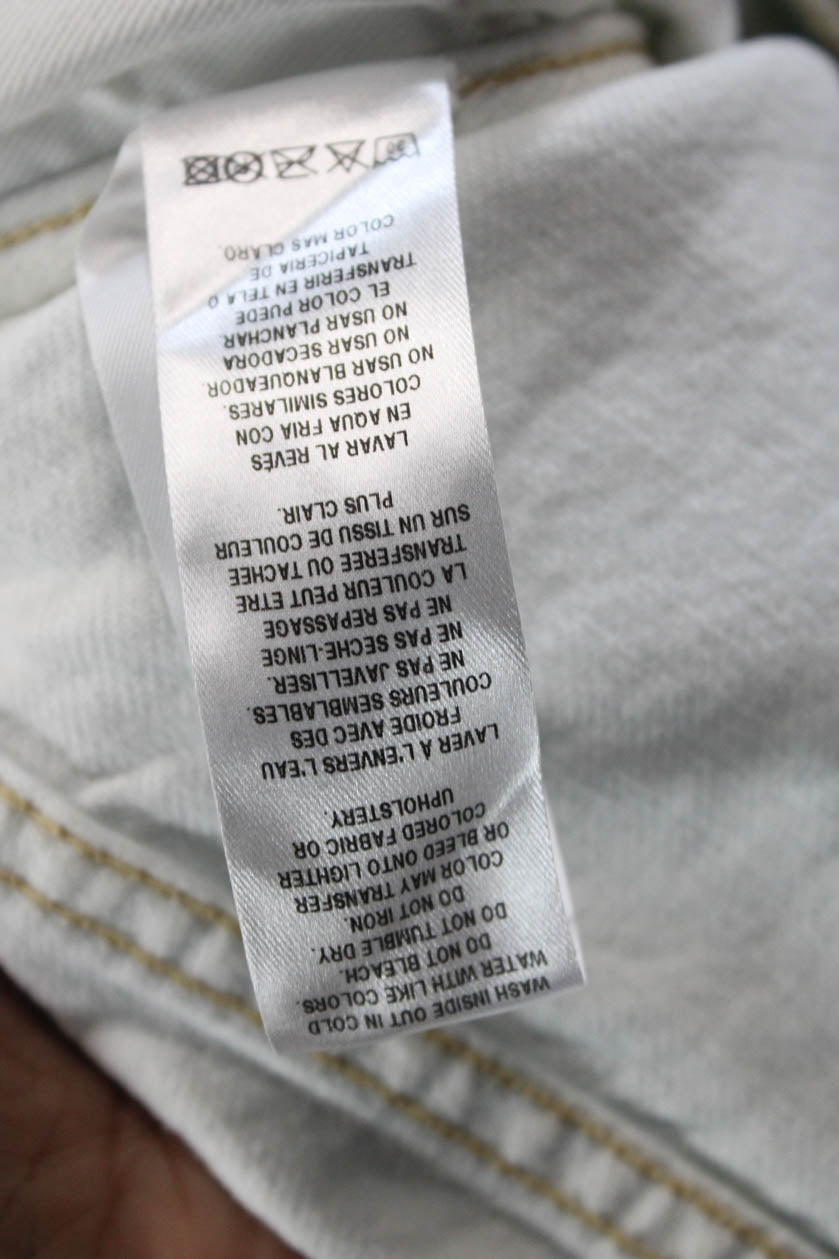 WASH INSIDE OUT IN COLD
WATER WITH LIKE COLORS.
DO NOT BLEACH.
DO NOT TUMBLE DRY.
DO NOT IRON.
COLOR MAY TRANSFER
OR BLEED ONTO LIGHTER
COLORED FABRIC OR
UPHOLSTERY.
LAVER À L'ENVERS L'EAU
FROIDE AVEC DES
COULEURS SEMBLABLES.
NE PAS JAVELLISER.
NE PAS SECHE-LINGE
NE PAS REPASSAGE
LA COULEUR PEUT ETRE
TRANSFEREE OU TACHEE
SUR UN TISSU DE COULEUR
PLUS CLAIR.
LAVAR AL REVÉS
EN AQUA FRIA CON
COLORES SIMILARES.
NO USAR BLANQUEADOR.
NO USAR SECADORA
NO USAR PLANCHAR
EL COLOR PUEDE
TRANSFERIR EN TELA O
TAPICERIA DE
COLOR MAS CLARO.
30